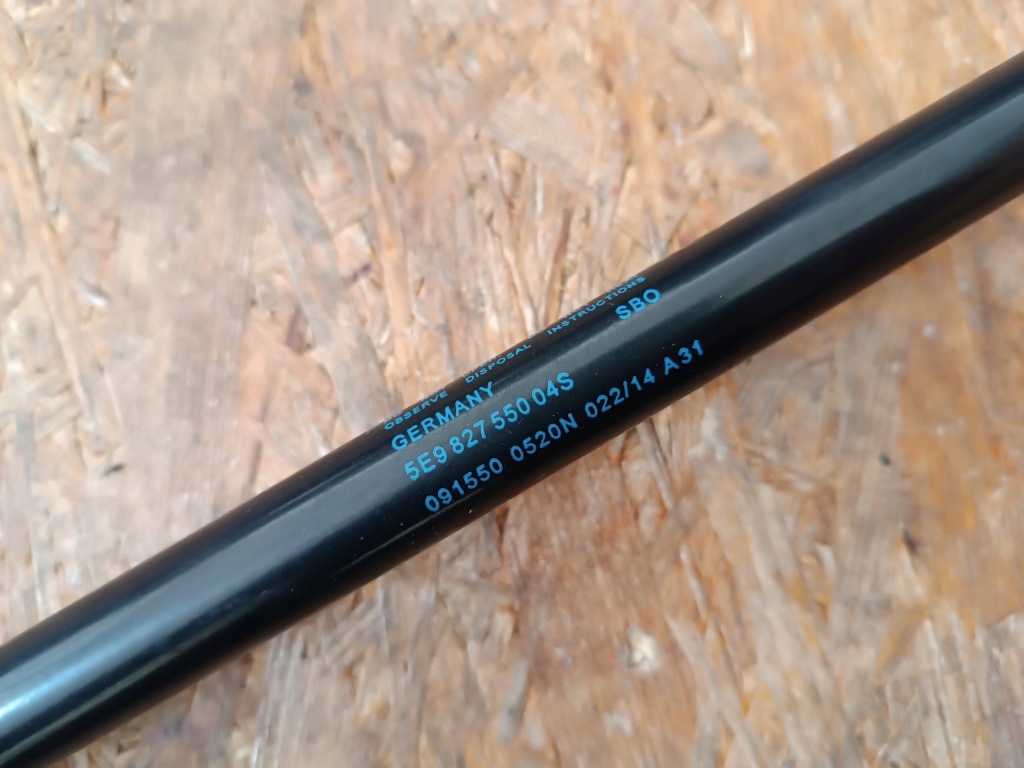 OBSERVE DISPOSAL INSTRUCTIONS
GERMANY SBO
5E9 827 550 04S
091550 0520N 022/14 A31